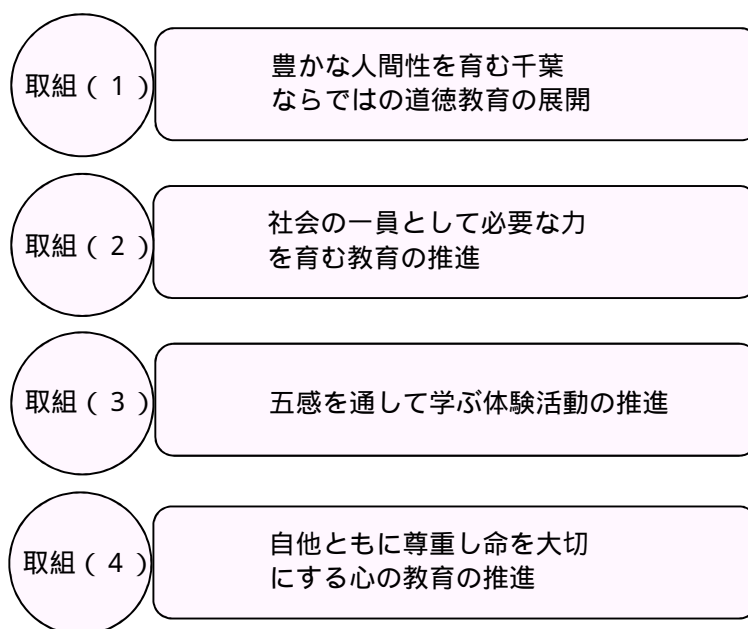 取組(1)
豊かな人間性を育む千葉
ならではの道徳教育の展開
取組(2)
社会の一員として必要な力
を育む教育の推進
取組(3)
五感を通して学ぶ体験活動の推進
取組(4)
自他ともに尊重し命を大切
にする心の教育の推進